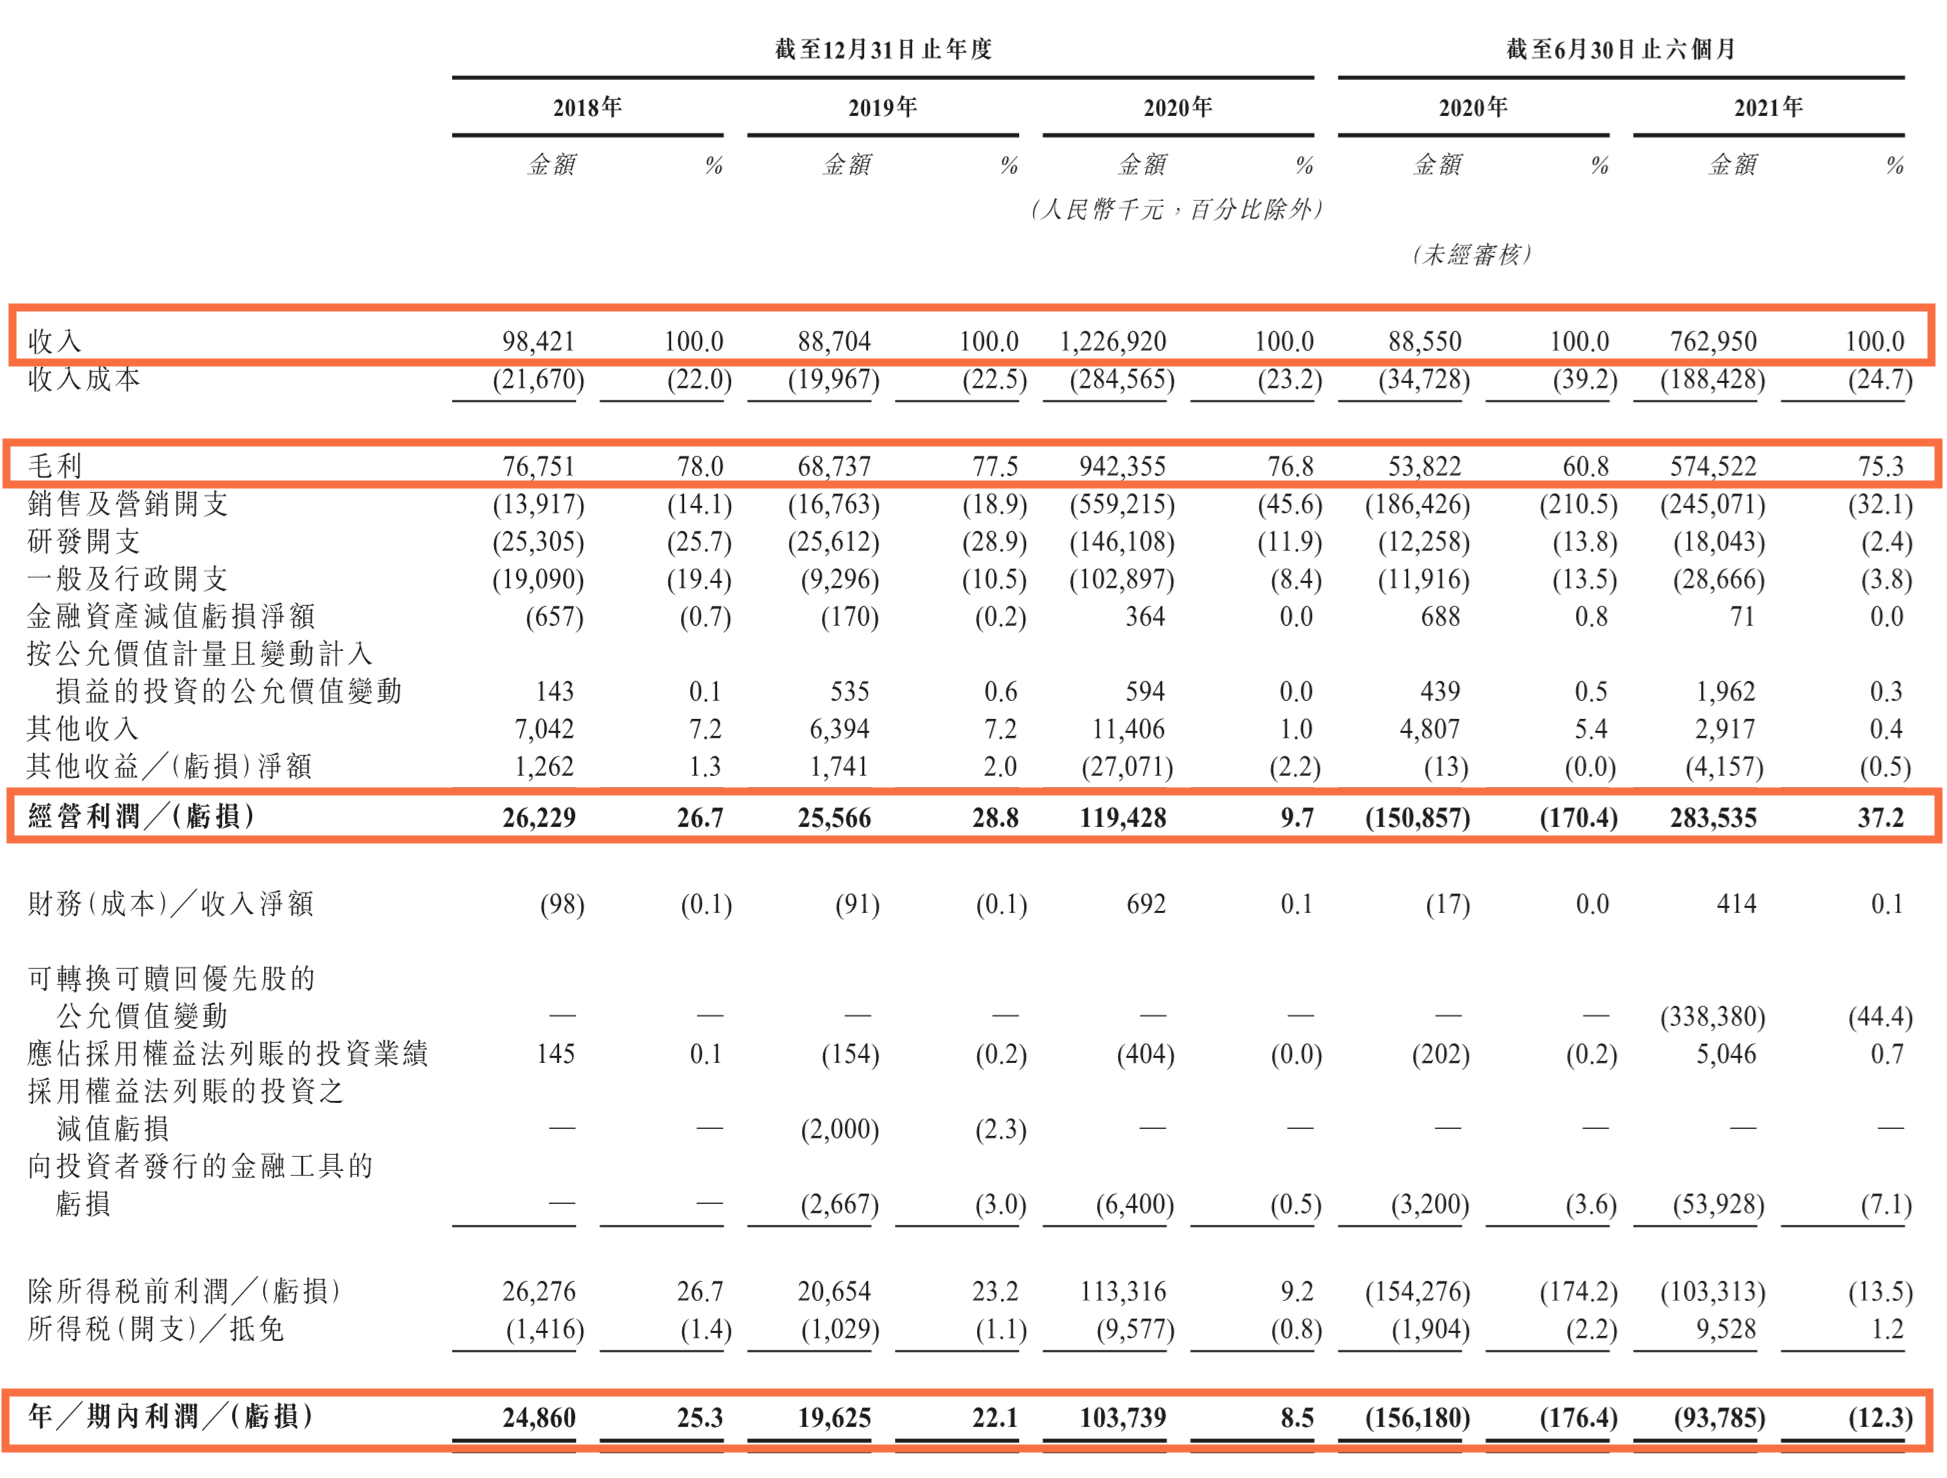 截至12月31日止年度 截至6月30日止六個月
2018年 2019年 2020年 2020年 2021年
金額 % 金額 % 金額 % 金額 % 金額 %
(人民幣千元，百分比除外)
(未經審核)
收入 98,421 100.0 88,704 100.0 1,226,920 100.0 88,550 100.0 762,950 100.0
收入成本 (21,670) (22.0) (19,967) (22.5) (284,565) (23.2) (34,728) (39.2) (188,428) (24.7)
毛利 76,751 78.0 68,737 77.5 942,355 76.8 53,822 60.8 574,522 75.3
銷售及營銷開支 (13,917) (14.1) (16,763) (18.9) (559,215) (45.6) (186,426) (210.5) (245,071) (32.1)
研發開支 (25,305) (25.7) (25,612) (28.9) (146,108) (11.9) (12,258) (13.8) (18,043) (2.4)
一般及行政開支 (19,090) (19.4) (9,296) (10.5) (102,897) (8.4) (11,916) (13.5) (28,666) (3.8)
金融資產減值虧損淨額 (657) (0.7) (170) (0.2) 364 0.0 688 0.8 71 0.0
按公允價值計量且變動計入
損益的投資的公允價值變動 143 0.1 535 0.6 594 0.0 439 0.5 1,962 0.3
其他收入 7,042 7.2 6,394 7.2 11,406 1.0 4,807 5.4 2,917 0.4
其他收益／(虧損)淨額 1,262 1.3 1,741 2.0 (27,071) (2.2) (13) (0.0) (4,157) (0.5)
經營利潤／(虧損) 26,229 26.7 25,566 28.8 119,428 9.7 (150,857) (170.4) 283,535 37.2
財務(成本)／收入淨額 (98) (0.1) (91) (0.1) 692 0.1 (17) 0.0 414 0.1
可轉換可贖回優先股的
公允價值變動 — — — — — — — — (338,380) (44.4)
應佔採用權益法列賬的投資業績 145 0.1 (154) (0.2) (404) (0.0) (202) (0.2) 5,046 0.7
採用權益法列賬的投資之
減值虧損 — — (2,000) (2.3) — — — — — —
向投資者發行的金融工具的
虧損 — — (2,667) (3.0) (6,400) (0.5) (3,200) (3.6) (53,928) (7.1)
除所得稅前利潤／(虧損) 26,276 26.7 20,654 23.2 113,316 9.2 (154,276) (174.2) (103,313) (13.5)
所得稅(開支)／抵免 (1,416) (1.4) (1,029) (1.1) (9,577) (0.8) (1,904) (2.2) 9,528 1.2
年／期內利潤／(虧損) 24,860 25.3 19,625 22.1 103,739 8.5 (156,180) (176.4) (93,785) (12.3)